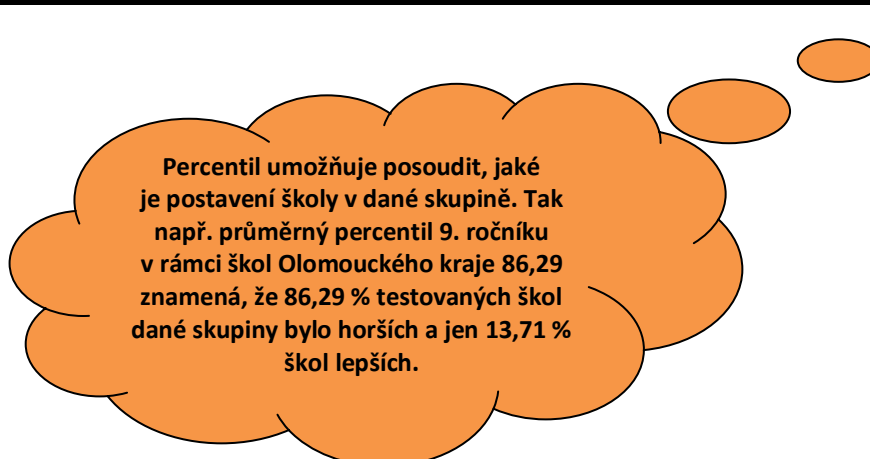 Percentil umožňuje posoudit, jaké
je postavení školy v dané skupině. Tak
např. průměrný percentil 9. ročníku
v rámci škol Olomouckého kraje 86,29
znamená, že 86,29 % testovaných škol
dané skupiny bylo horších a jen 13,71 %
škol lepších.